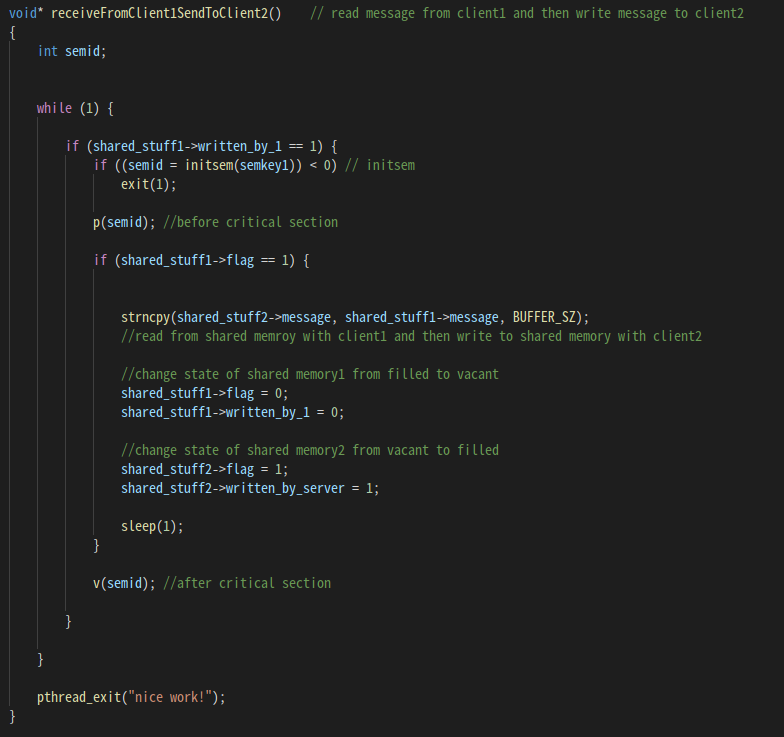 void* receiveFromClient1SendToClient2()    // read message from client1 and then write message to client2
{
    int semid;
    while (1) {
        if (shared_stuff1->written_by_1 == 1) {
            if ((semid = initsem(semkey1)) < 0) // initsem
                exit(1);
            p(semid); //before critical section
            if (shared_stuff1->flag == 1) {
                strncpy(shared_stuff2->message, shared_stuff1->message, BUFFER_SZ);
                //read from shared memroy with client1 and then write to shared memory with client2
                //change state of shared memory1 from filled to vacant
                shared_stuff1->flag = 0;
                shared_stuff1->written_by_1 = 0;
                //change state of shared memory2 from vacant to filled
                shared_stuff2->flag = 1;
                shared_stuff2->written_by_server = 1;
                sleep(1);
            }
            v(semid); //after critical section
        }
    }
    pthread_exit("nice work!");
}